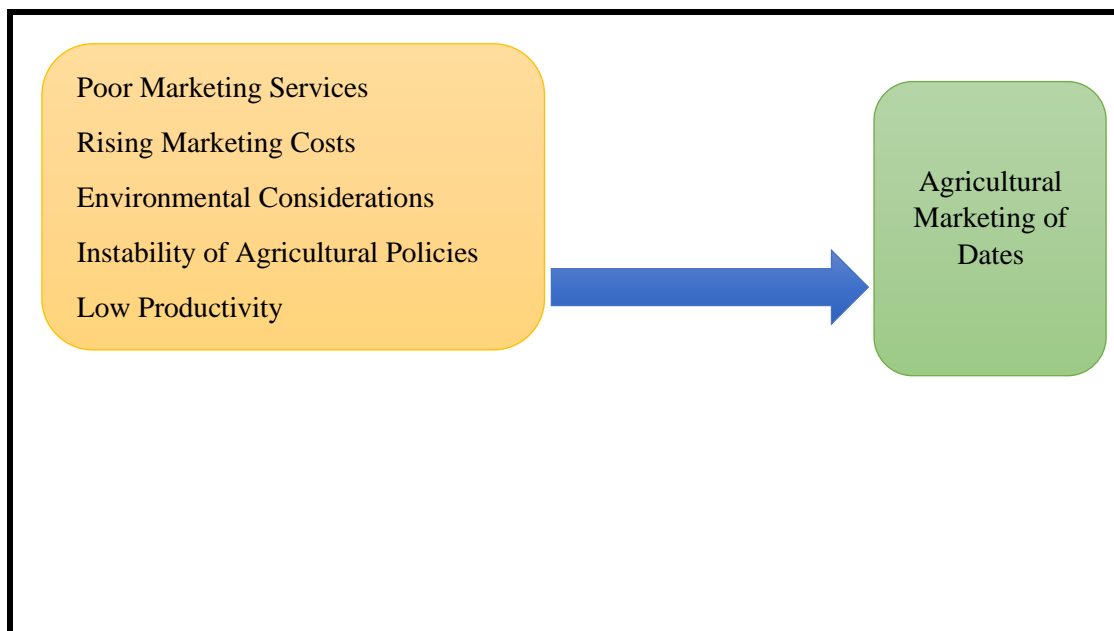 Poor Marketing Services
Rising Marketing Costs
Environmental Considerations
Instability of Agricultural Policies
Low Productivity
Agricultural
Marketing of
Dates